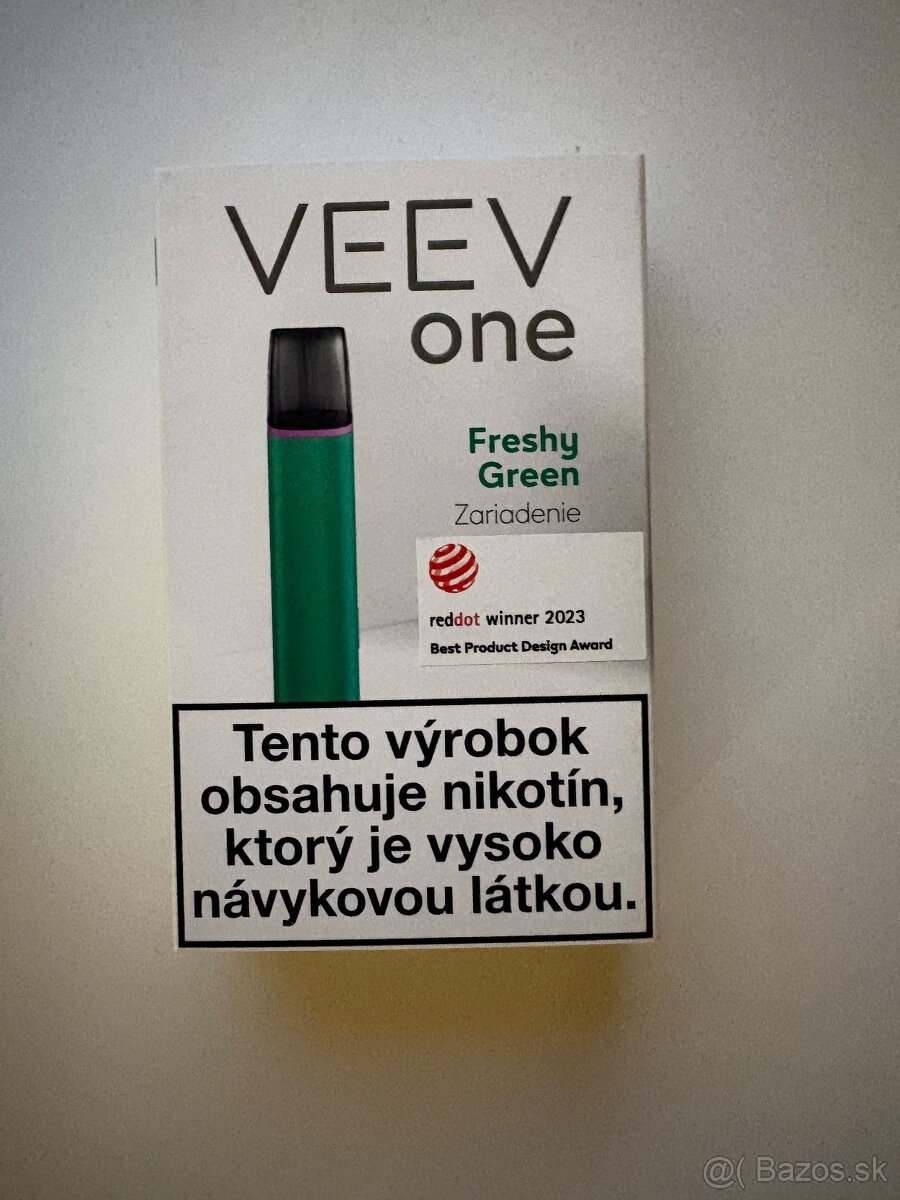 VEEV
one
Freshy
Green
Zariadenie
reddot winner 2023
Best Product Design Award
Tento výrobok
obsahuje nikotín,
ktorý je vysoko
návykovou látkou.
@( Bazos.sk